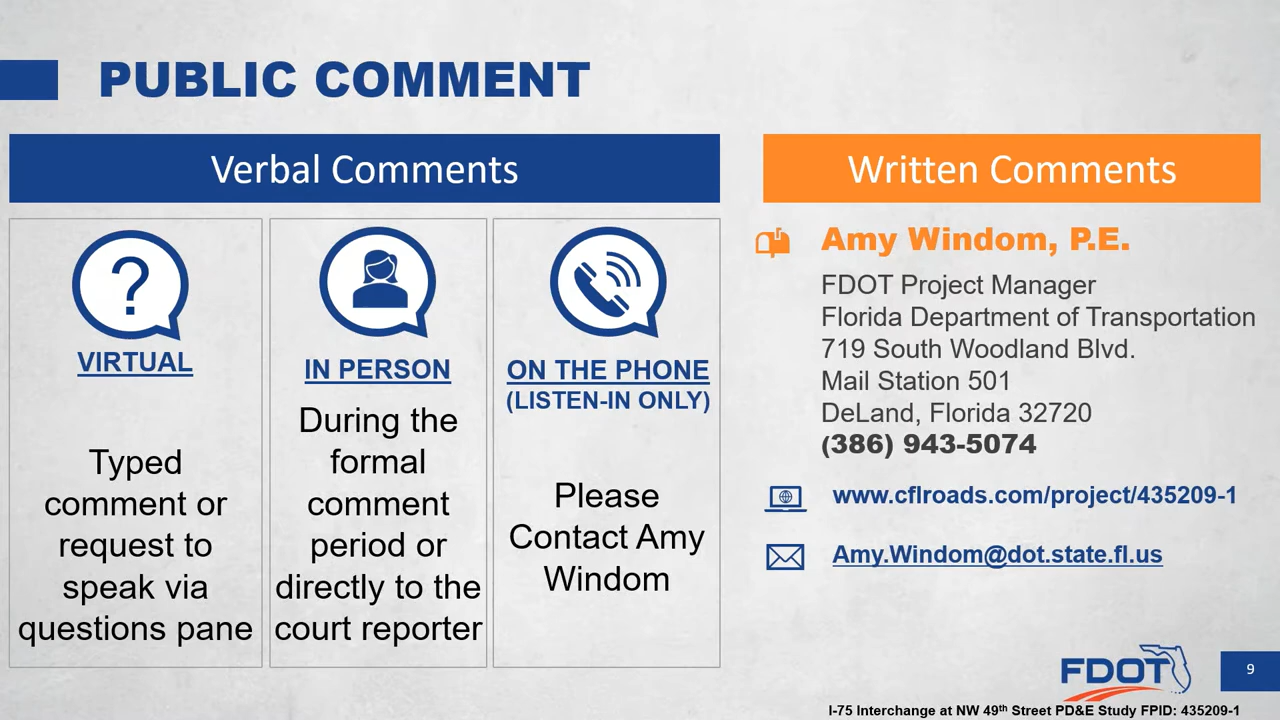 PUBLIC COMMENT
Verbal Comments
?
VIRTUAL
Typed
comment or
request to
speak via
questions pane
IN PERSON
During the
formal
comment
period or
directly to the
court reporter
ON THE PHONE
(LISTEN-IN ONLY)
Please
Contact Amy
Windom
Written Comments
Amy Windom, P.E.
FDOT Project Manager
Florida Department of Transportation
719 South Woodland Blvd.
Mail Station 501
DeLand, Florida 32720
(386) 943-5074
www.cflroads.com/project/435209-1
Amy.Windom@dot.state.fl.us
FDOT
9
I-75 Interchange at NW 49th Street PD&E Study FPID: 435209-1